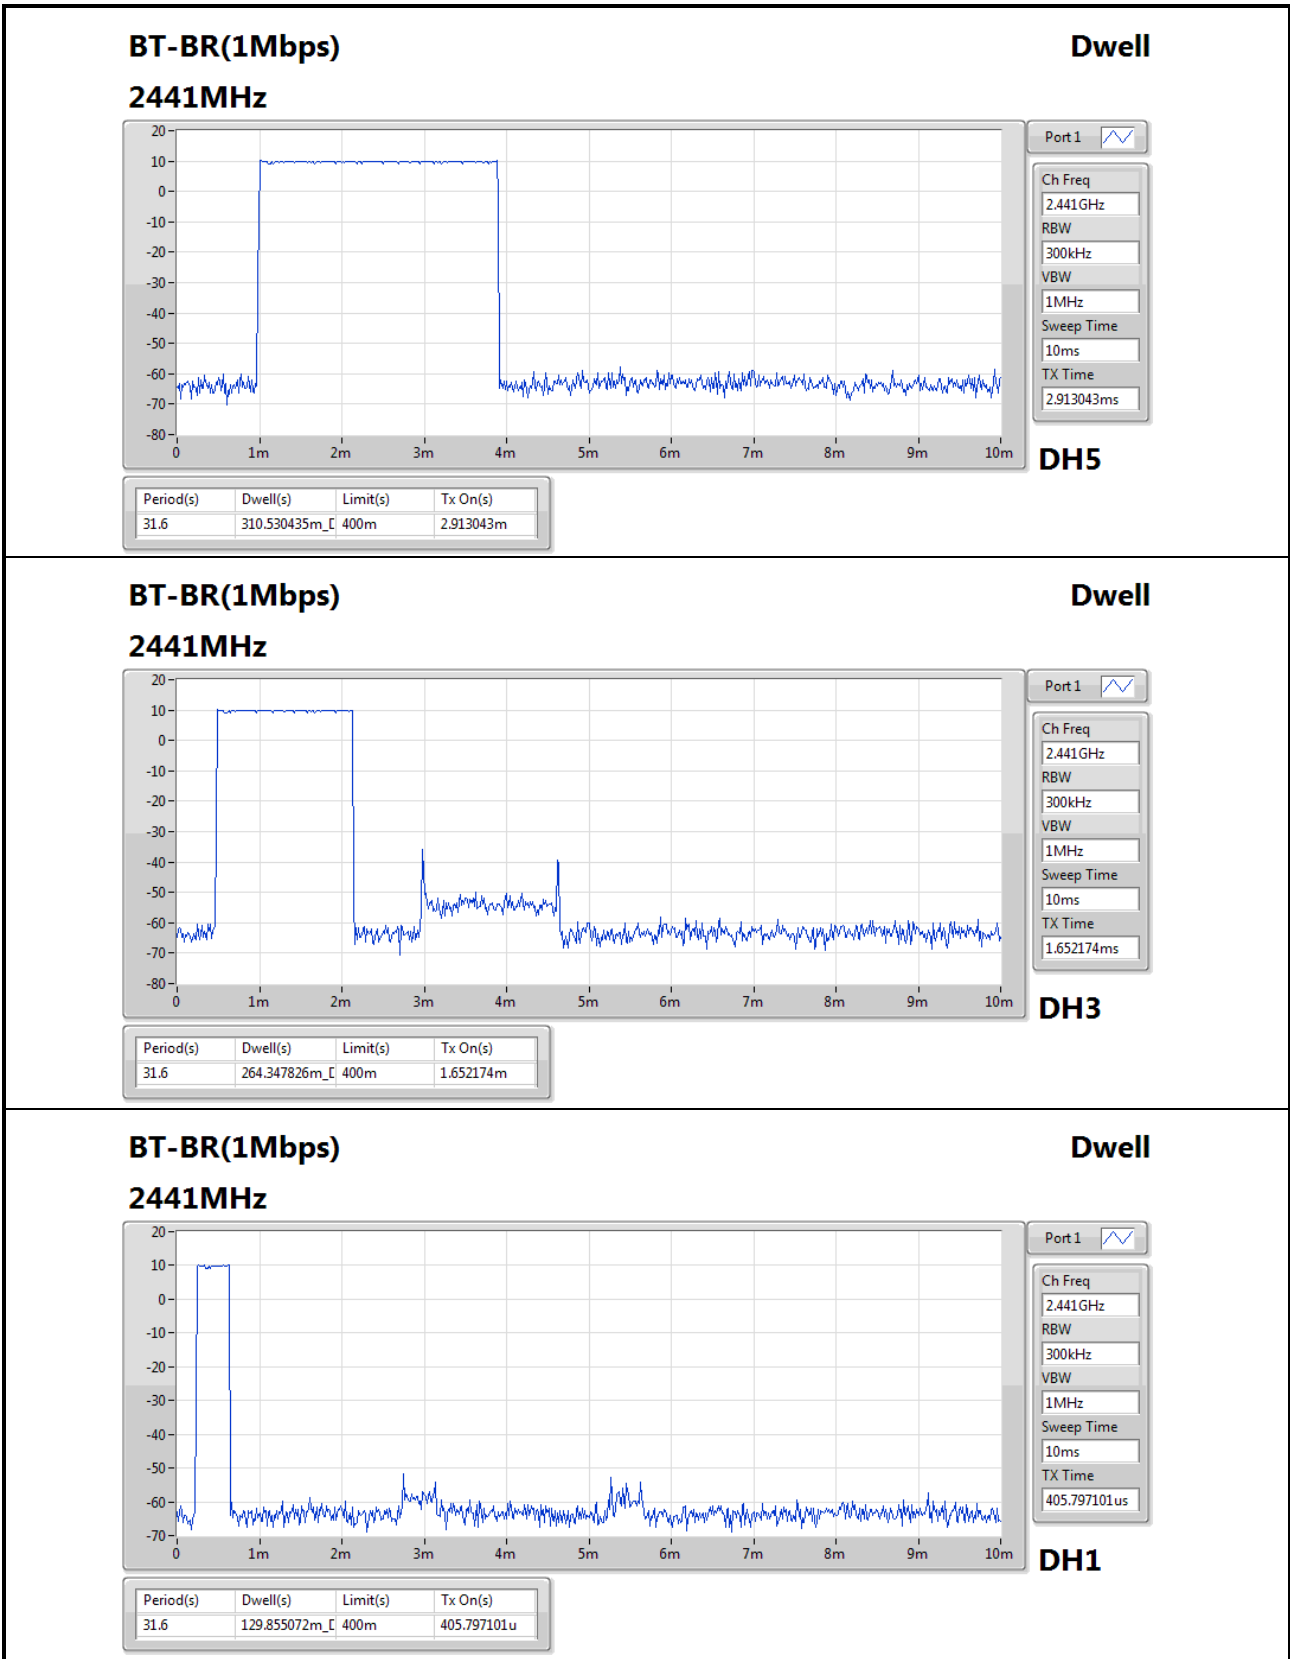 BT-BR(1Mbps) Dwell
2441MHz
20
10
0
-10
-20
-30
-40
-50
-60
-70
-80
0 1m 2m 3m 4m 5m 6m 7m 8m 9m 10m
Port 1
Ch Freq
2.441GHz
RBW
300kHz
VBW
1MHz
Sweep Time
10ms
TX Time
2.913043ms
DH5
Period(s) Dwell(s) Limit(s) Tx On(s)
31.6 310.530435m_ 400m 2.913043m
BT-BR(1Mbps) Dwell
2441MHz
20
10
0
-10
-20
-30
-40
-50
-60
-70
-80
0 1m 2m 3m 4m 5m 6m 7m 8m 9m 10m
Port 1
Ch Freq
2.441GHz
RBW
300kHz
VBW
1MHz
Sweep Time
10ms
TX Time
1.652174ms
DH3
Period(s) Dwell(s) Limit(s) Tx On(s)
31.6 264.347826m_ 400m 1.652174m
BT-BR(1Mbps) Dwell
2441MHz
20
10
0
-10
-20
-30
-40
-50
-60
-70
0 1m 2m 3m 4m 5m 6m 7m 8m 9m 10m
Port 1
Ch Freq
2.441GHz
RBW
300kHz
VBW
1MHz
Sweep Time
10ms
TX Time
405.797101us
DH1
Period(s) Dwell(s) Limit(s) Tx On(s)
31.6 129.855072m_ 400m 405.797101u